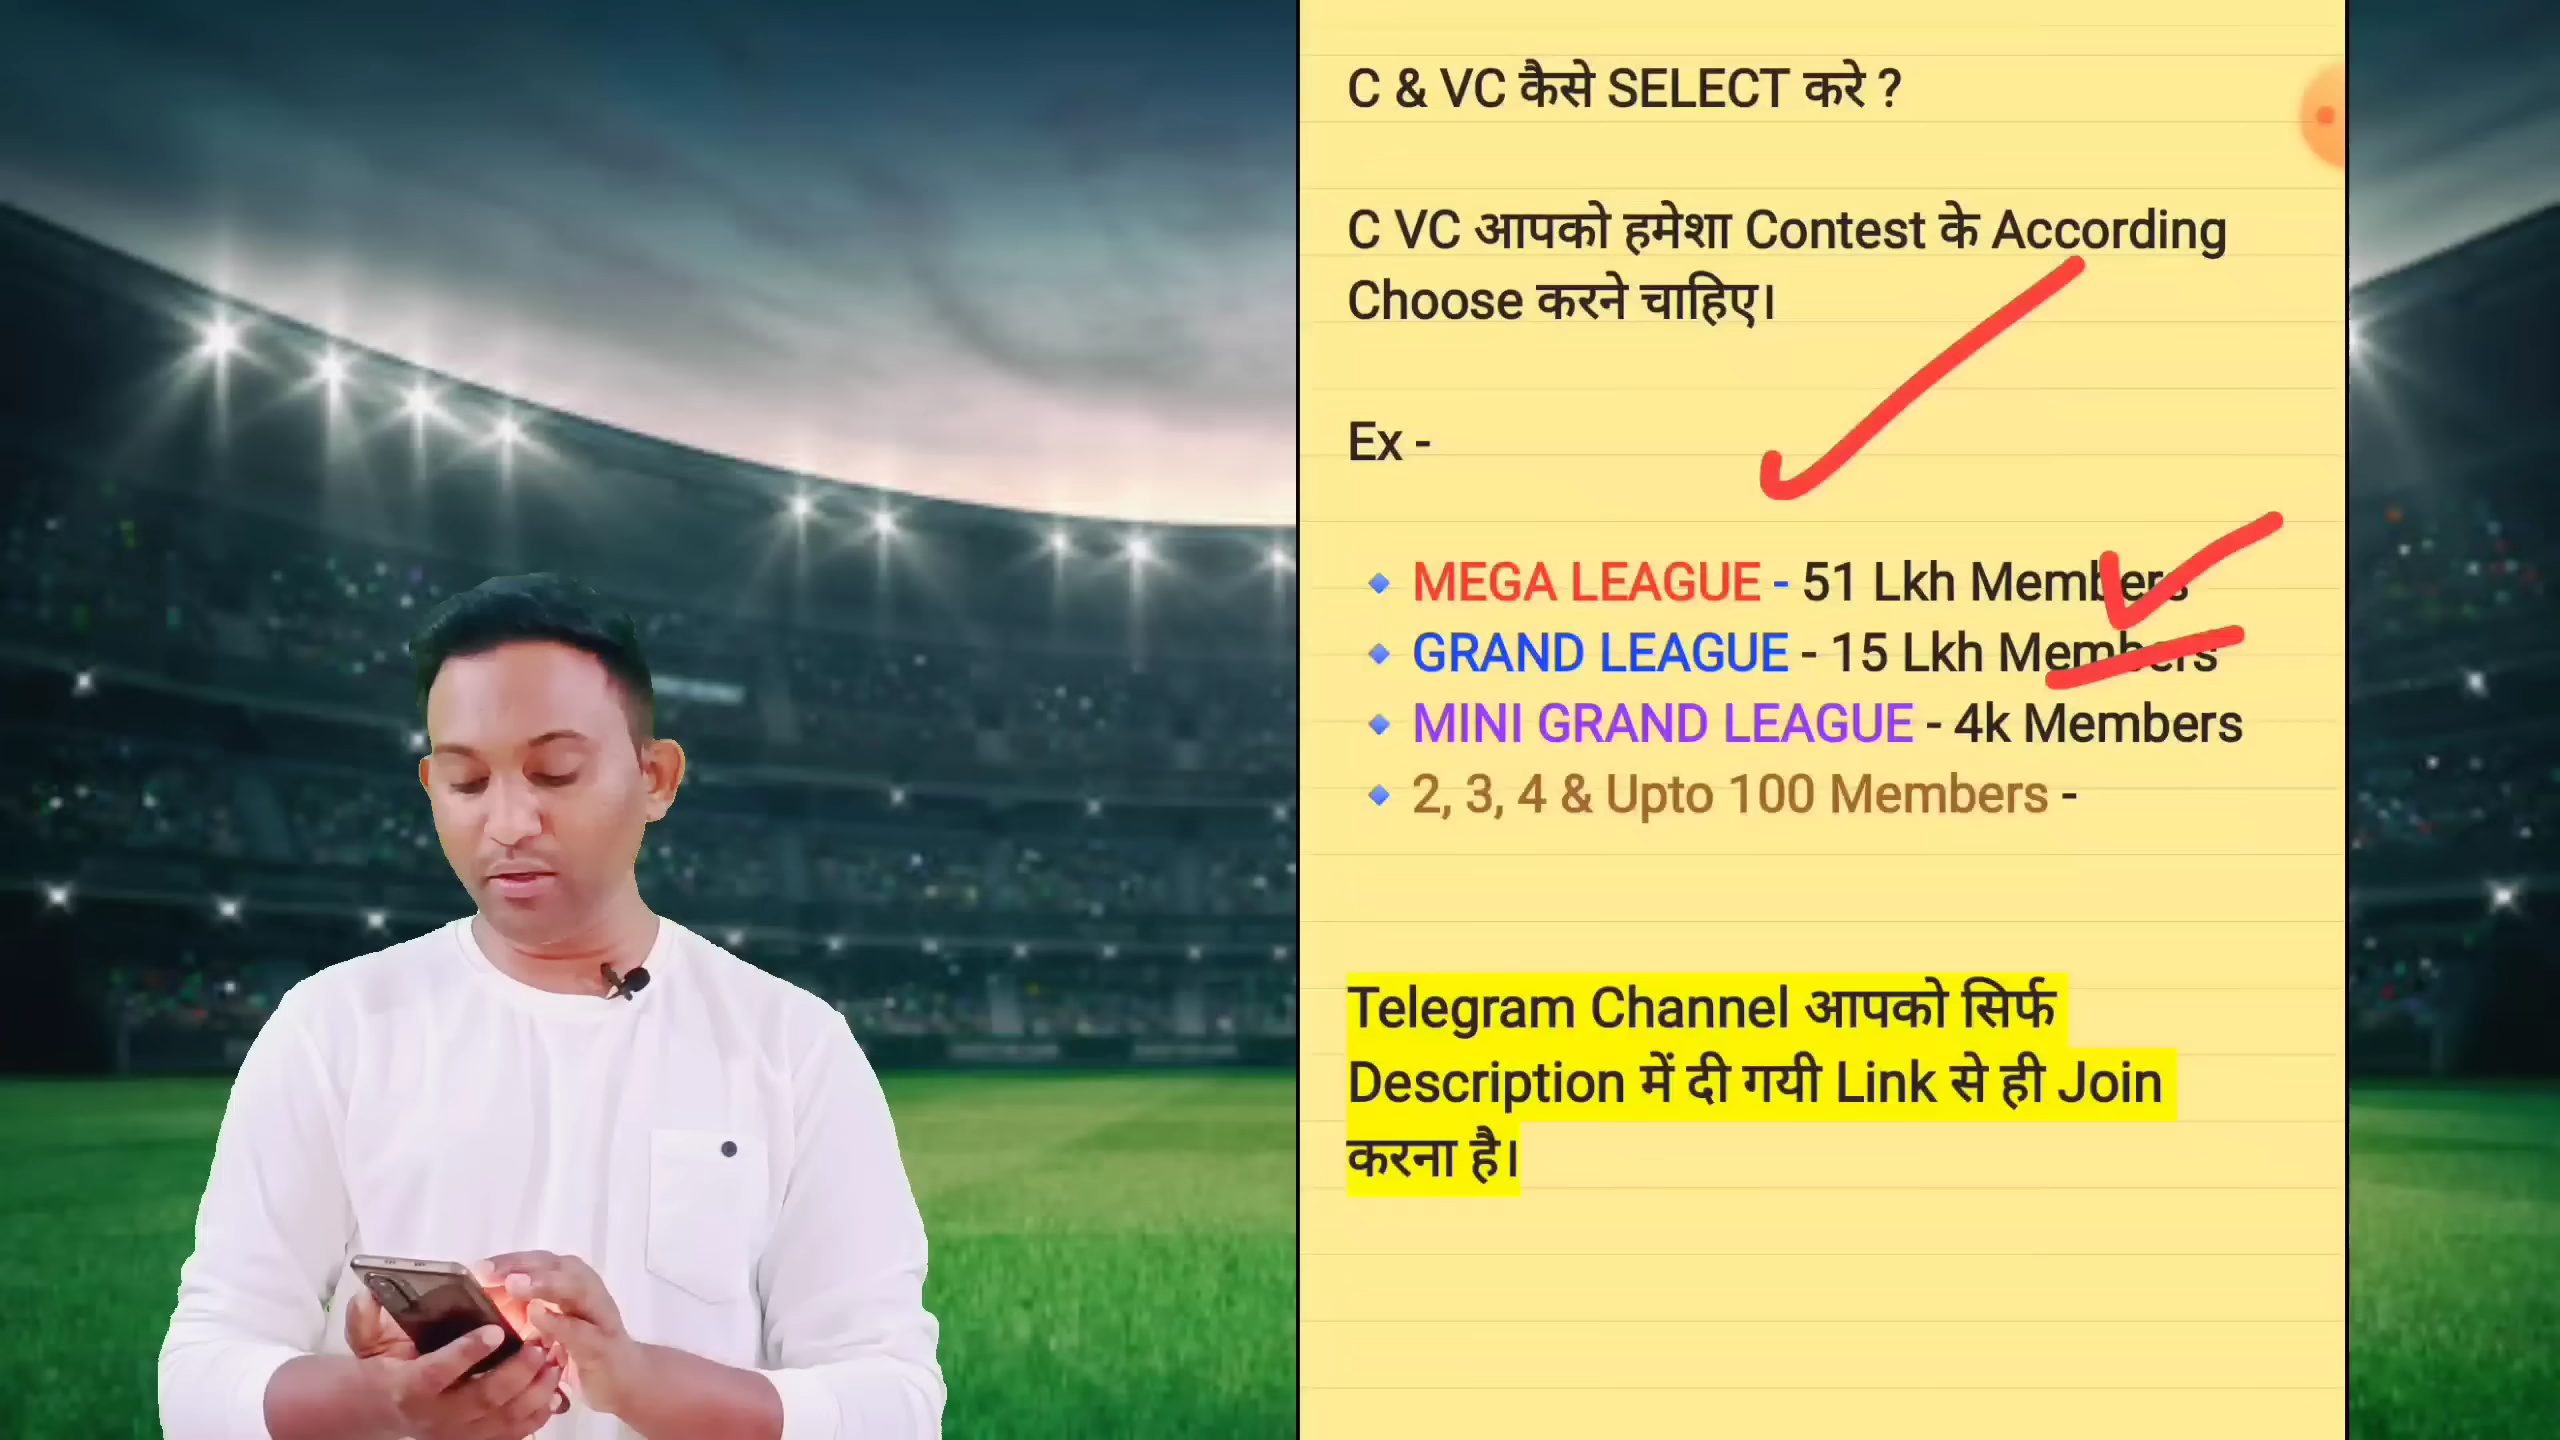 C & VC कैसे SELECT करे ?
C VC आपको हमेशा Contest के According
Choose करने चाहिए।
Ex -
MEGA LEAGUE - 51 Lkh Members
GRAND LEAGUE - 15 Lkh Members
MINI GRAND LEAGUE - 4k Members
2, 3, 4 & Upto 100 Members -
Telegram Channel आपको सिर्फ
Description में दी गयी Link से ही Join
करना है।